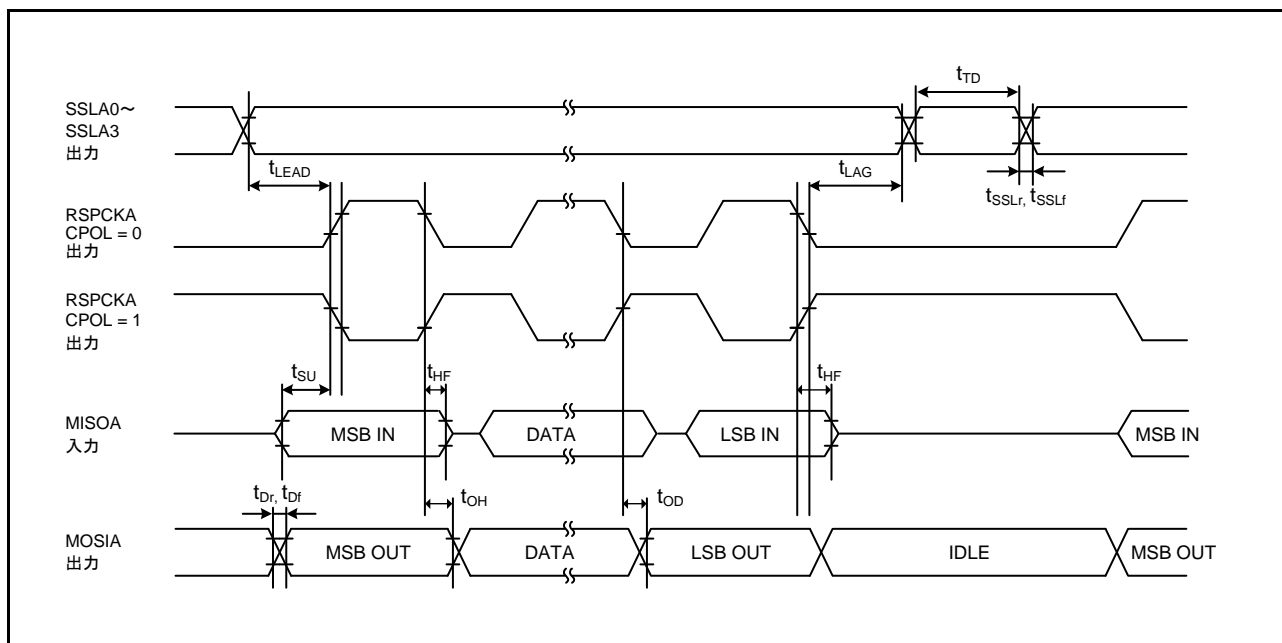 SSLA0～
SSLA3
出力
tTD
tLEAD
tLAG
tSSLr, tSSLf
RSPCKA
CPOL = 0
出力
RSPCKA
CPOL = 1
出力
tSU
tHF
tHF
MISOA
入力
MSB IN
DATA
LSB IN
MSB IN
tDr, tDf
tOH
tOD
MOSIA
出力
MSB OUT
DATA
LSB OUT
IDLE
MSB OUT